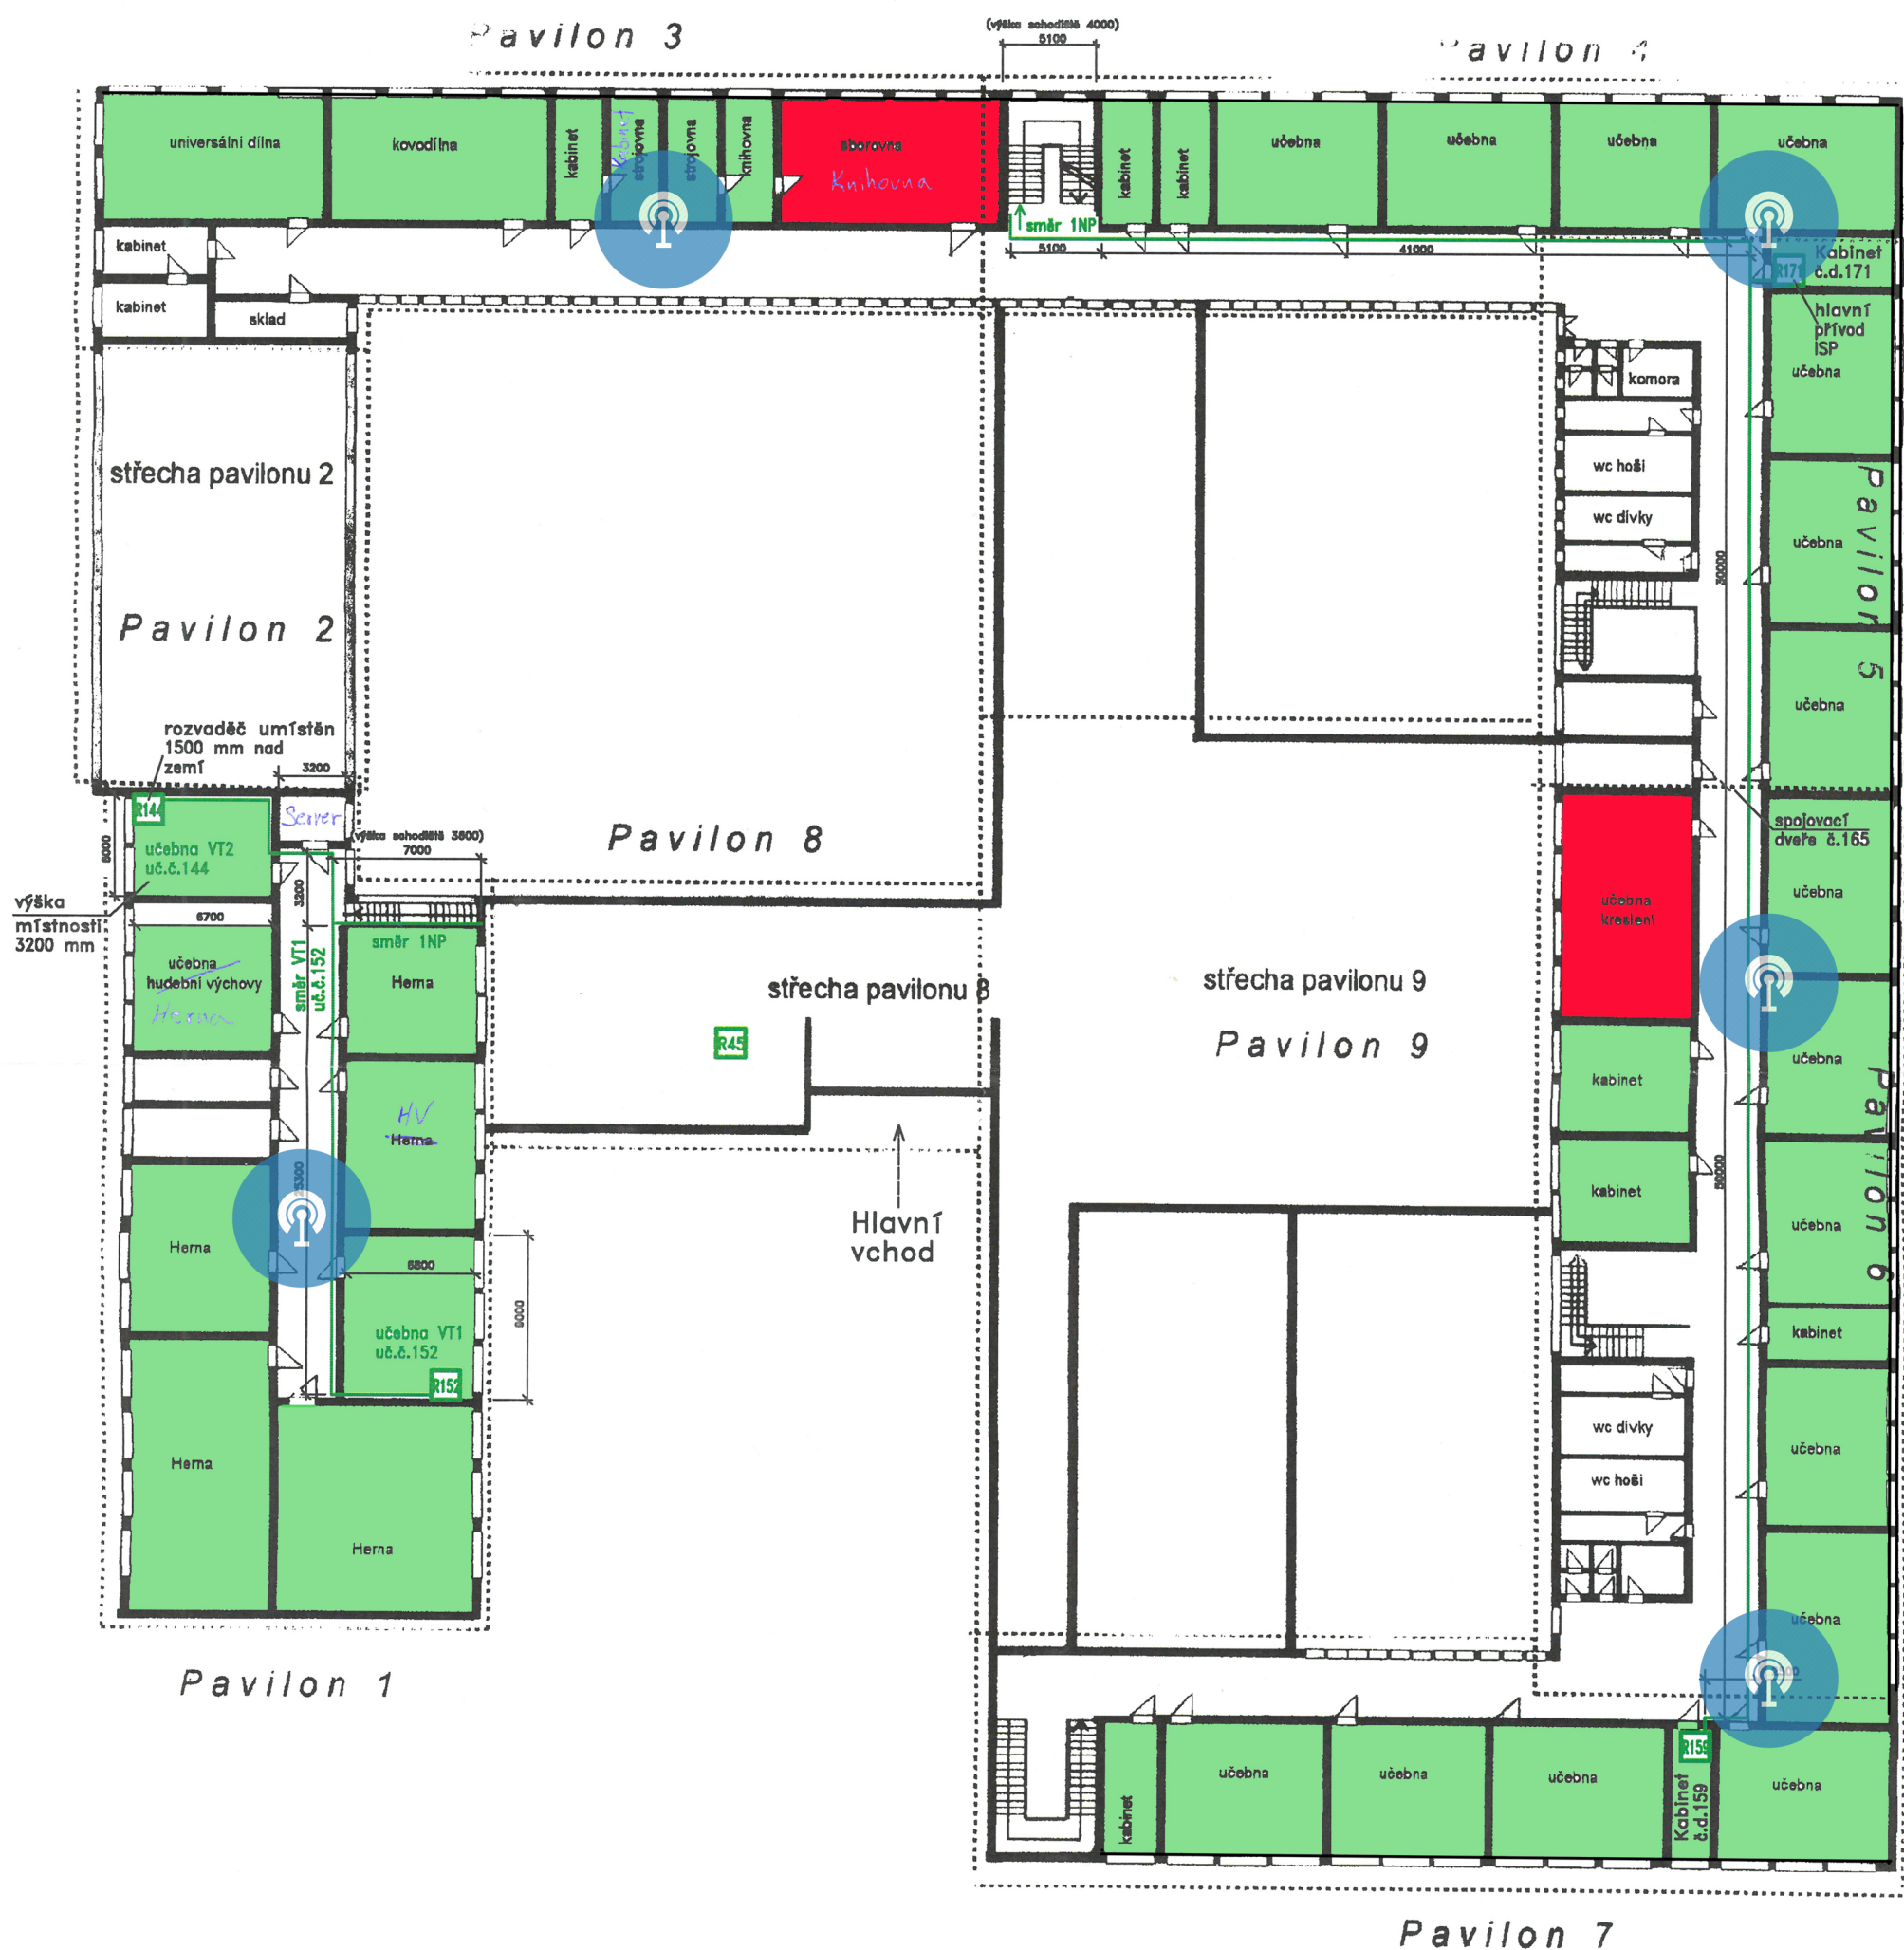 Pavilon 3
(výška schodiště 4000)
5100
Pavilon 4
universální dílna
kovodílna
kabinet
Kabinet
strojovna
strojovna
knihovna
sborovna
Knihovna
kabinet
kabinet
učebna
učebna
učebna
učebna
směr 1NP
5100
41000
kabinet
kabinet
sklad
R171
Kabinet
č.d.171
hlavní
přívod
ISP
učebna
komora
wc hoši
wc dívky
učebna
Pavilon 5
30000
učebna
střecha pavilonu 2
Pavilon 2
rozvaděč umístěn
1500 mm nad
zemí
3200
R144
Server
(výška schodiště 3800)
7000
6000
učebna VT2
uč.č.144
výška
místnosti
3200 mm
6700
3200
učebna
hudební výchovy
Herna
směr VT1
uč.č.152
směr 1NP
Herna
HV
Herna
Pavilon 8
střecha pavilonu 8
R45
Hlavní
vchod
střecha pavilonu 9
Pavilon 9
spojovací
dveře č.165
učebna
kreslení
učebna
učebna
kabinet
kabinet
50000
Pavilon 6
učebna
kabinet
učebna
wc dívky
wc hoši
učebna
Herna
6800
9000
učebna VT1
uč.č.152
R152
Herna
Herna
Pavilon 1
kabinet
učebna
učebna
učebna
R159
Kabinet
č.d.159
učebna
Pavilon 7